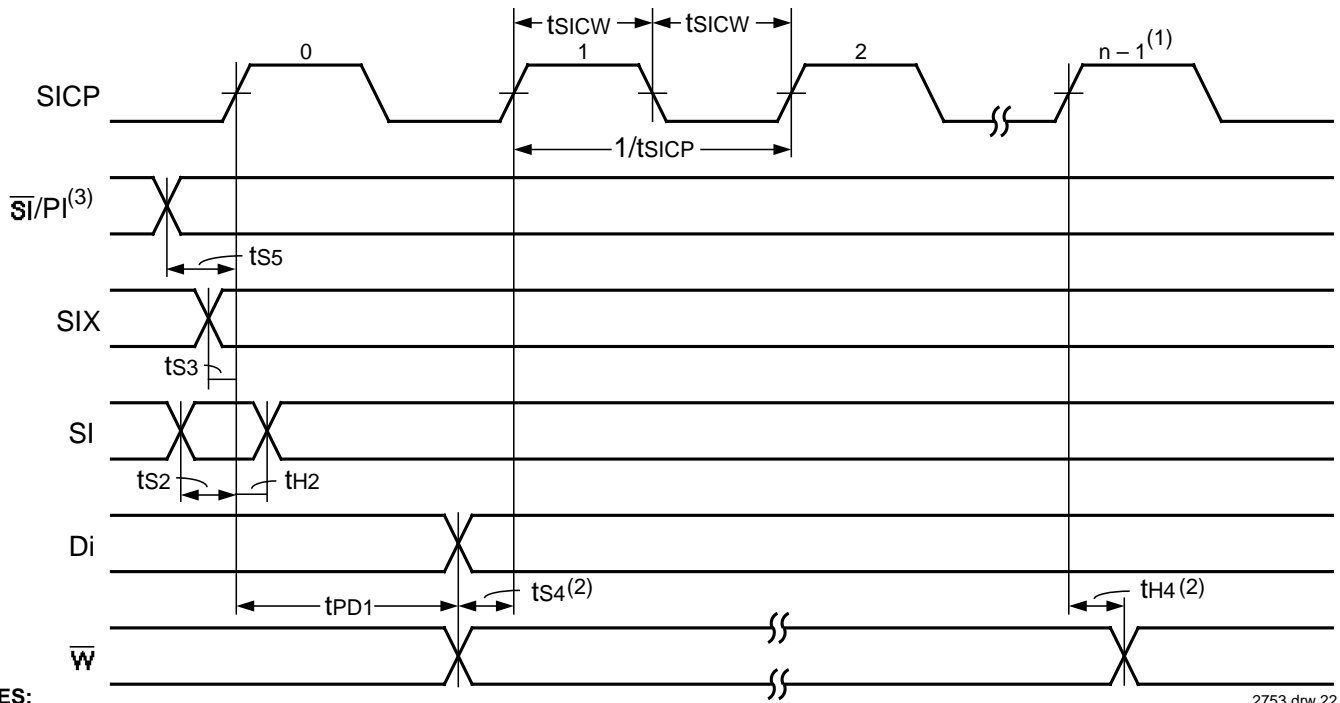 tSICW
tSICW
0
1
2
n – 1(1)
SICP
1/tSICP
S̅I̅/PI(3)
tS5
SIX
tS3
SI
tS2
tH2
Di
tPD1
tS4(2)
tH4(2)
W̅
ES:
2753 drw 22